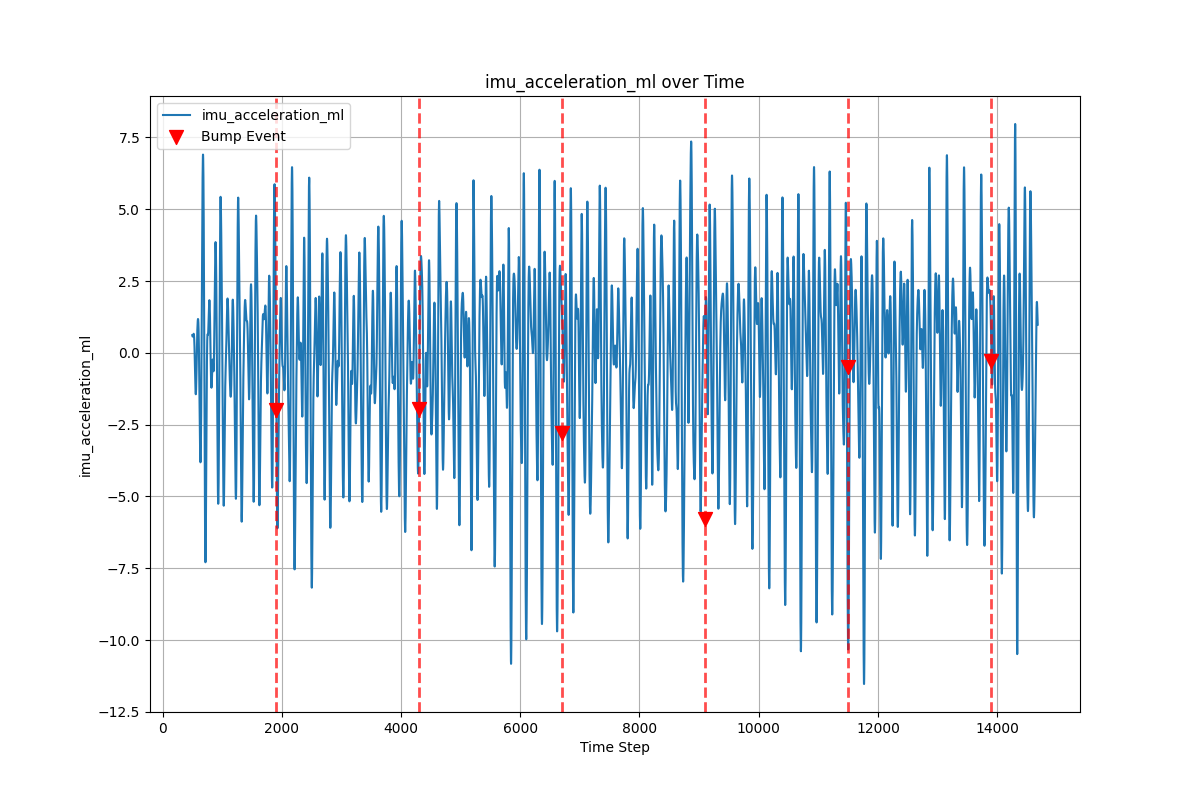 imu_acceleration_ml over Time
imu_acceleration_ml
Bump Event
7.5
5.0
2.5
0.0
−2.5
−5.0
−7.5
−10.0
−12.5
imu_acceleration_ml
0 2000 4000 6000 8000 10000 12000 14000
Time Step